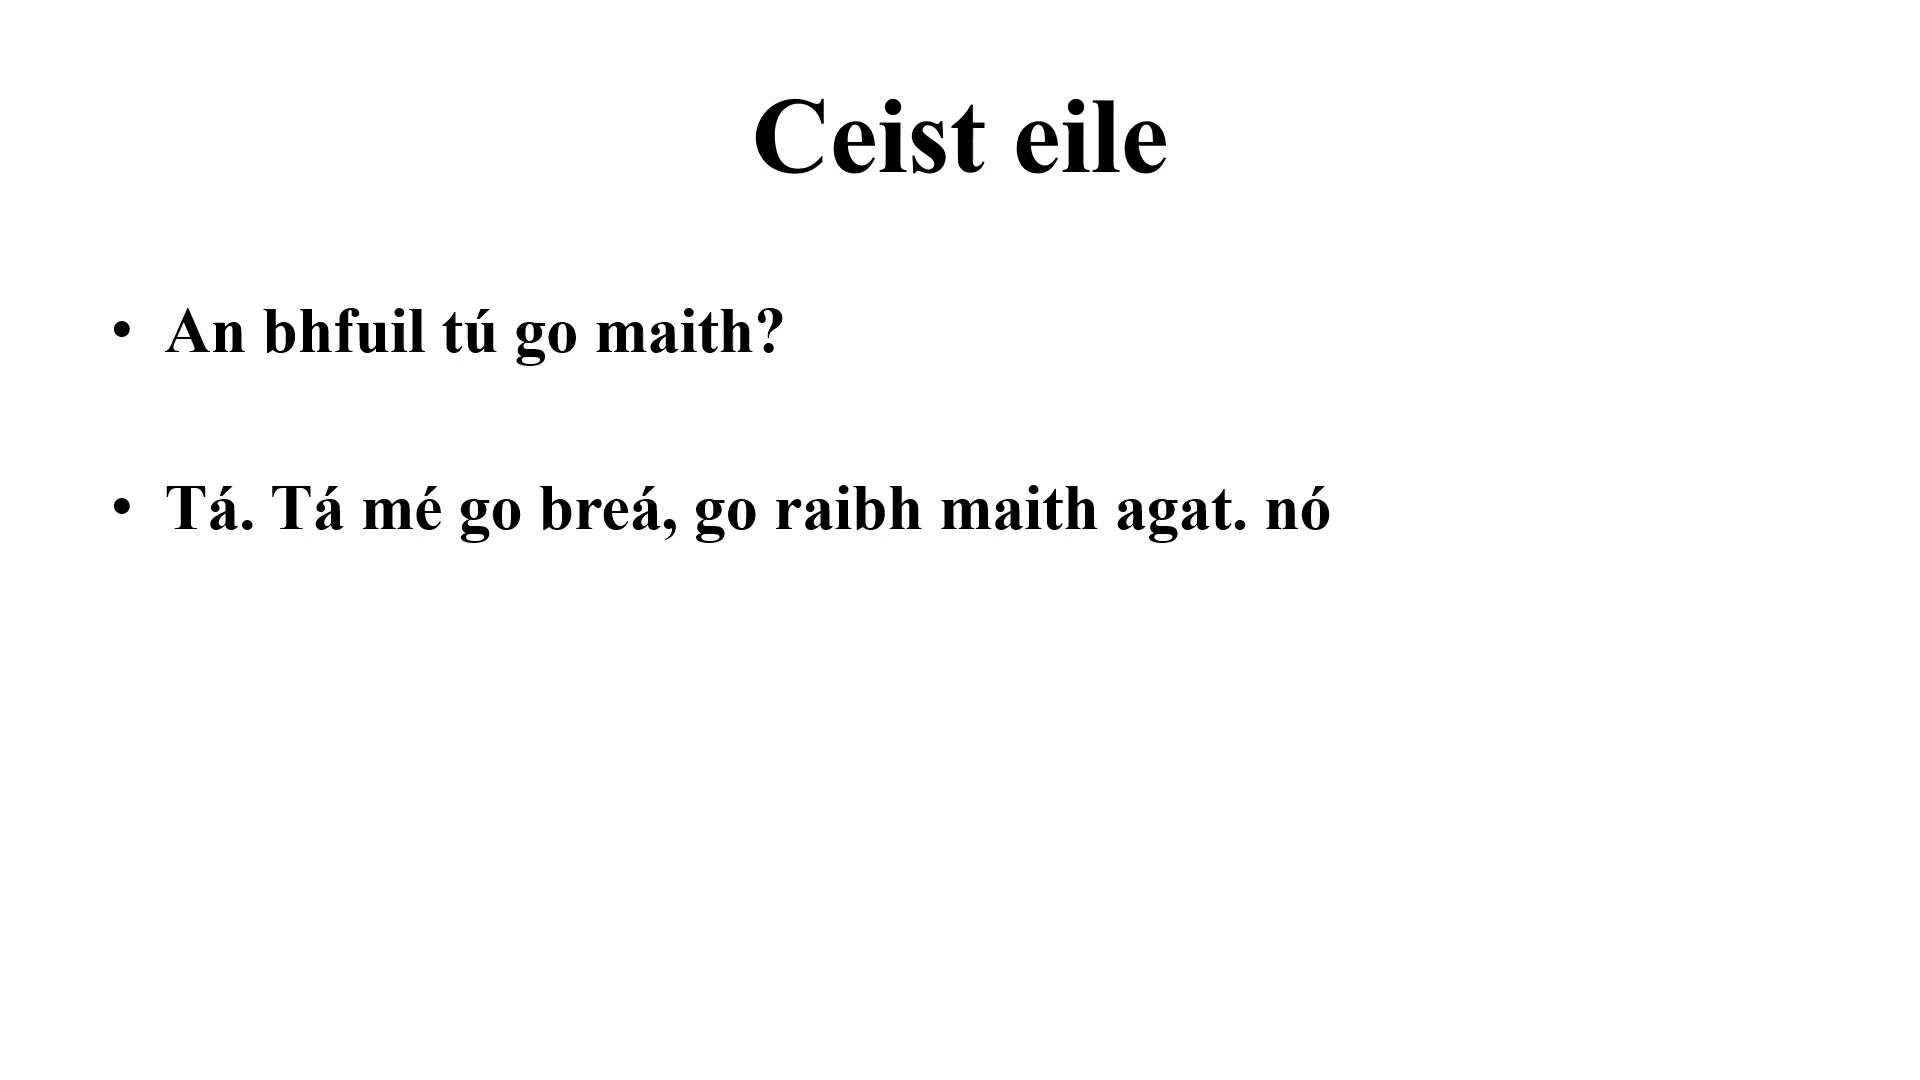 Ceist eile
• An bhfuil tú go maith?
• Tá. Tá mé go breá, go raibh maith agat. nó